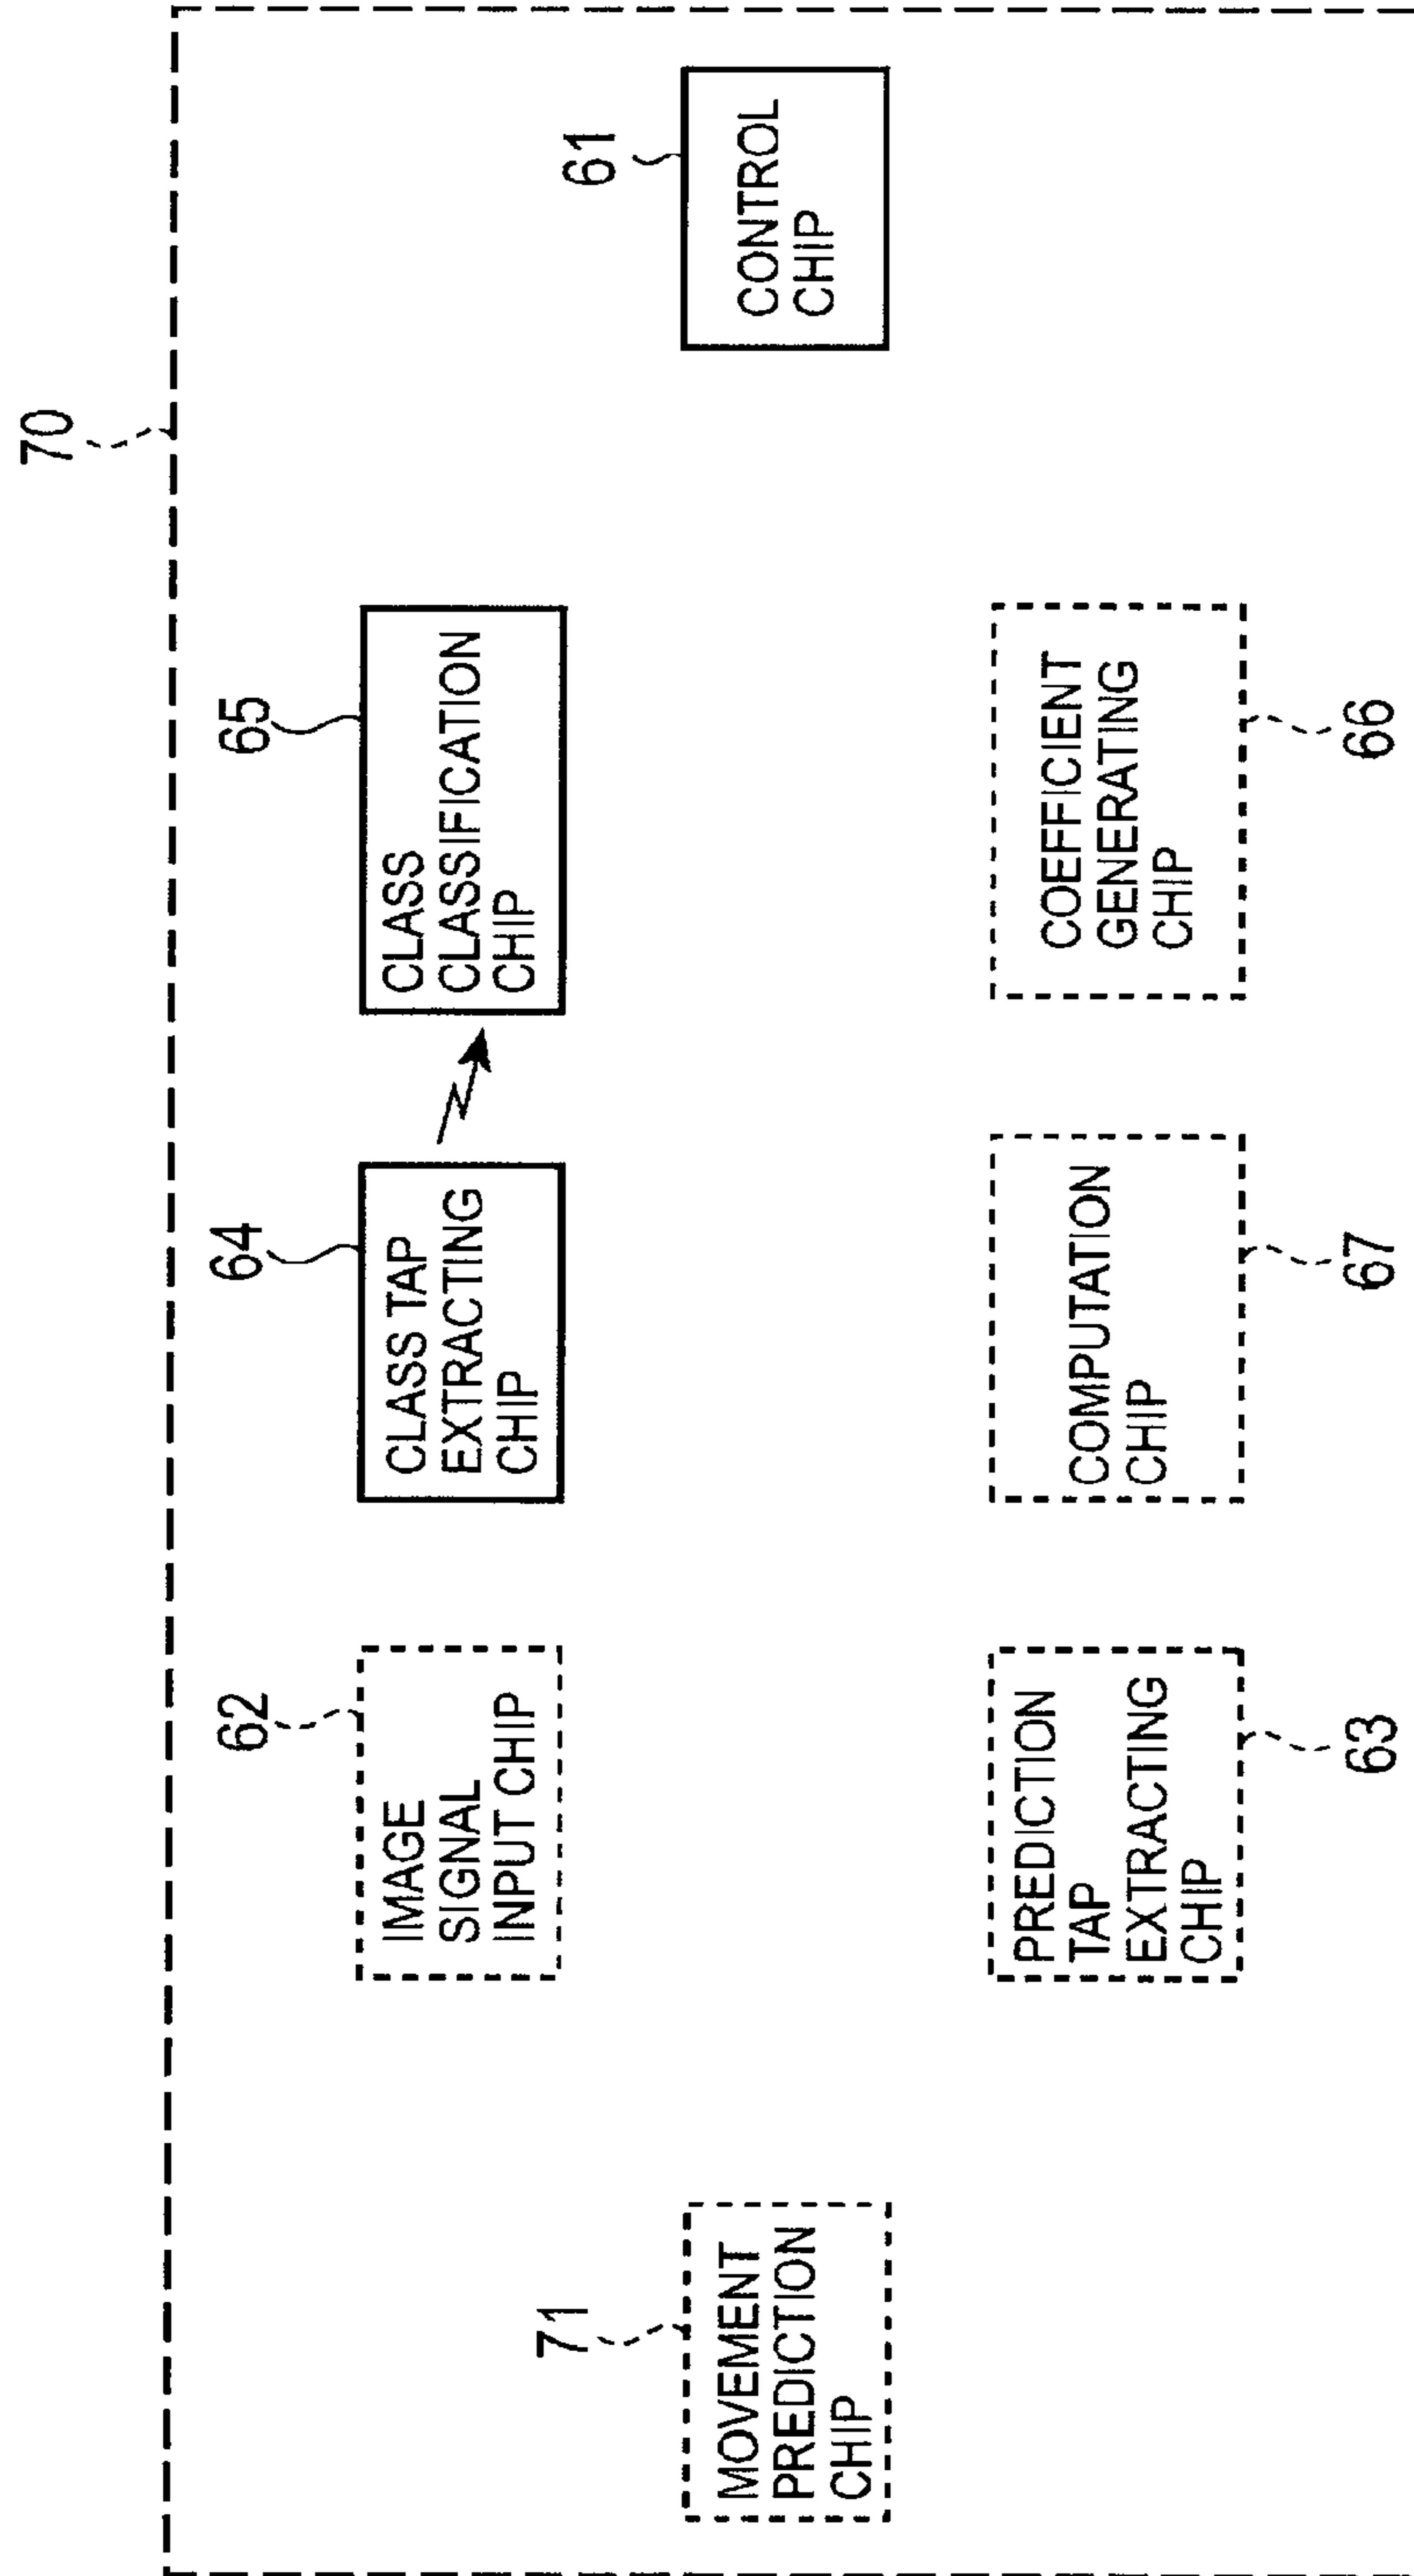 70
71
MOVEMENT
PREDICTION
CHIP
62
IMAGE
SIGNAL
INPUT CHIP
64
CLASS TAP
EXTRACTING
CHIP
65
CLASS
CLASSIFICATION
CHIP
61
CONTROL
CHIP
PREDICTION
TAP
EXTRACTING
CHIP
63
COMPUTATION
CHIP
67
COEFFICIENT
GENERATING
CHIP
66